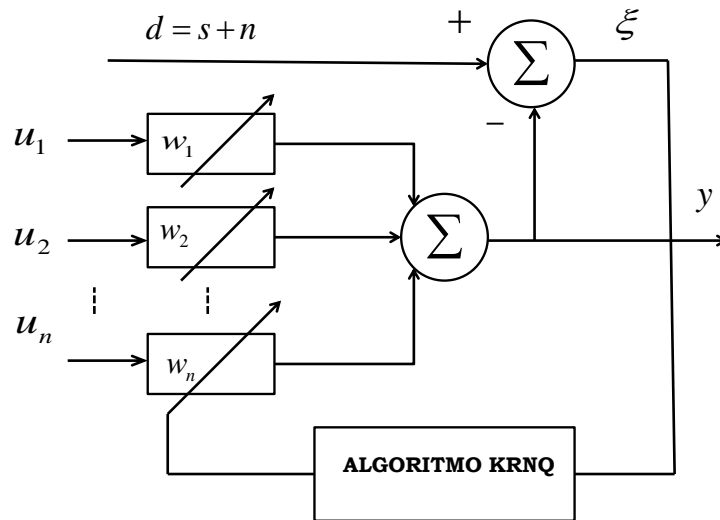 d = s + n
+
ξ
Σ
u₁
w₁
−
u₂
w₂
Σ
y
uₙ
wₙ
ALGORITMO KRNQ